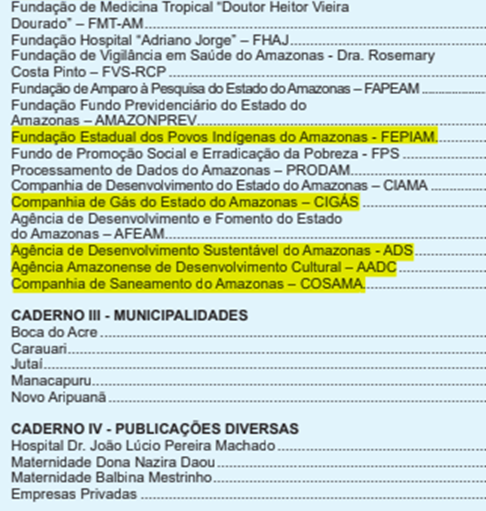 Fundação de Medicina Tropical “Doutor Heitor Vieira
Dourado” – FMT-AM
Fundação Hospital “Adriano Jorge” – FHAJ
Fundação de Vigilância em Saúde do Amazonas - Dra. Rosemary
Costa Pinto – FVS-RCP
Fundação de Amparo à Pesquisa do Estado do Amazonas – FAPEAM
Fundação Fundo Previdenciário do Estado do
Amazonas – AMAZONPREV
Fundação Estadual dos Povos Indígenas do Amazonas - FEPIAM
Fundo de Promoção Social e Erradicação da Pobreza - FPS
Processamento de Dados do Amazonas – PRODAM
Companhia de Desenvolvimento do Estado do Amazonas – CIAMA
Companhia de Gás do Estado do Amazonas – CIGÁS
Agência de Desenvolvimento e Fomento do Estado
do Amazonas – AFEAM
Agência de Desenvolvimento Sustentável do Amazonas - ADS
Agência Amazonense de Desenvolvimento Cultural – AADC
Companhia de Saneamento do Amazonas – COSAMA
CADERNO III - MUNICIPALIDADES
Boca do Acre
Carauari
Jutaí
Manacapuru
Novo Aripuanã
CADERNO IV - PUBLICAÇÕES DIVERSAS
Hospital Dr. João Lúcio Pereira Machado
Maternidade Dona Nazira Daou
Maternidade Balbina Mestrinho
Empresas Privadas